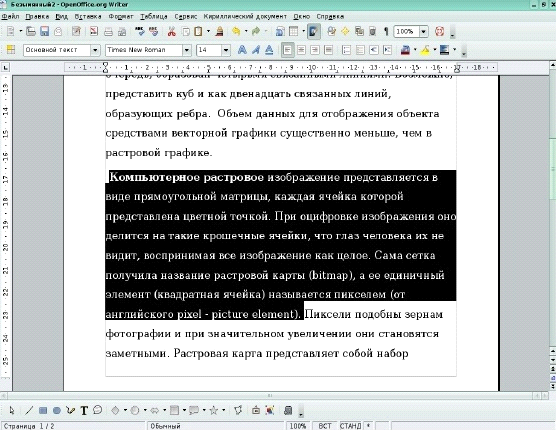 Безымянный2 - OpenOffice.org Writer
Файл Правка Вид Вставка Формат Таблица Сервис Кириллический документ Окно Справка
100%
Основной текст Times New Roman 14
представить куб и как двенадцать связанных линий,
образующих ребра. Объем данных для отображения объекта
средствами векторной графики существенно меньше, чем в
растровой графике.
Компьютерное растровое изображение представляется в
виде прямоугольной матрицы, каждая ячейка которой
представлена цветной точкой. При оцифровке изображения оно
делится на такие крошечные ячейки, что глаз человека их не
видит, воспринимая все изображение как целое. Сама сетка
получила название растровой карты (bitmap), а ее единичный
элемент (квадратная ячейка) называется пикселем (от
английского pixel - picture element). Пиксели подобны зернам
фотографии и при значительном увеличении они становятся
заметными. Растровая карта представляет собой набор
Страница 1 / 2 Обычный 100% ВСТ СТАНД *